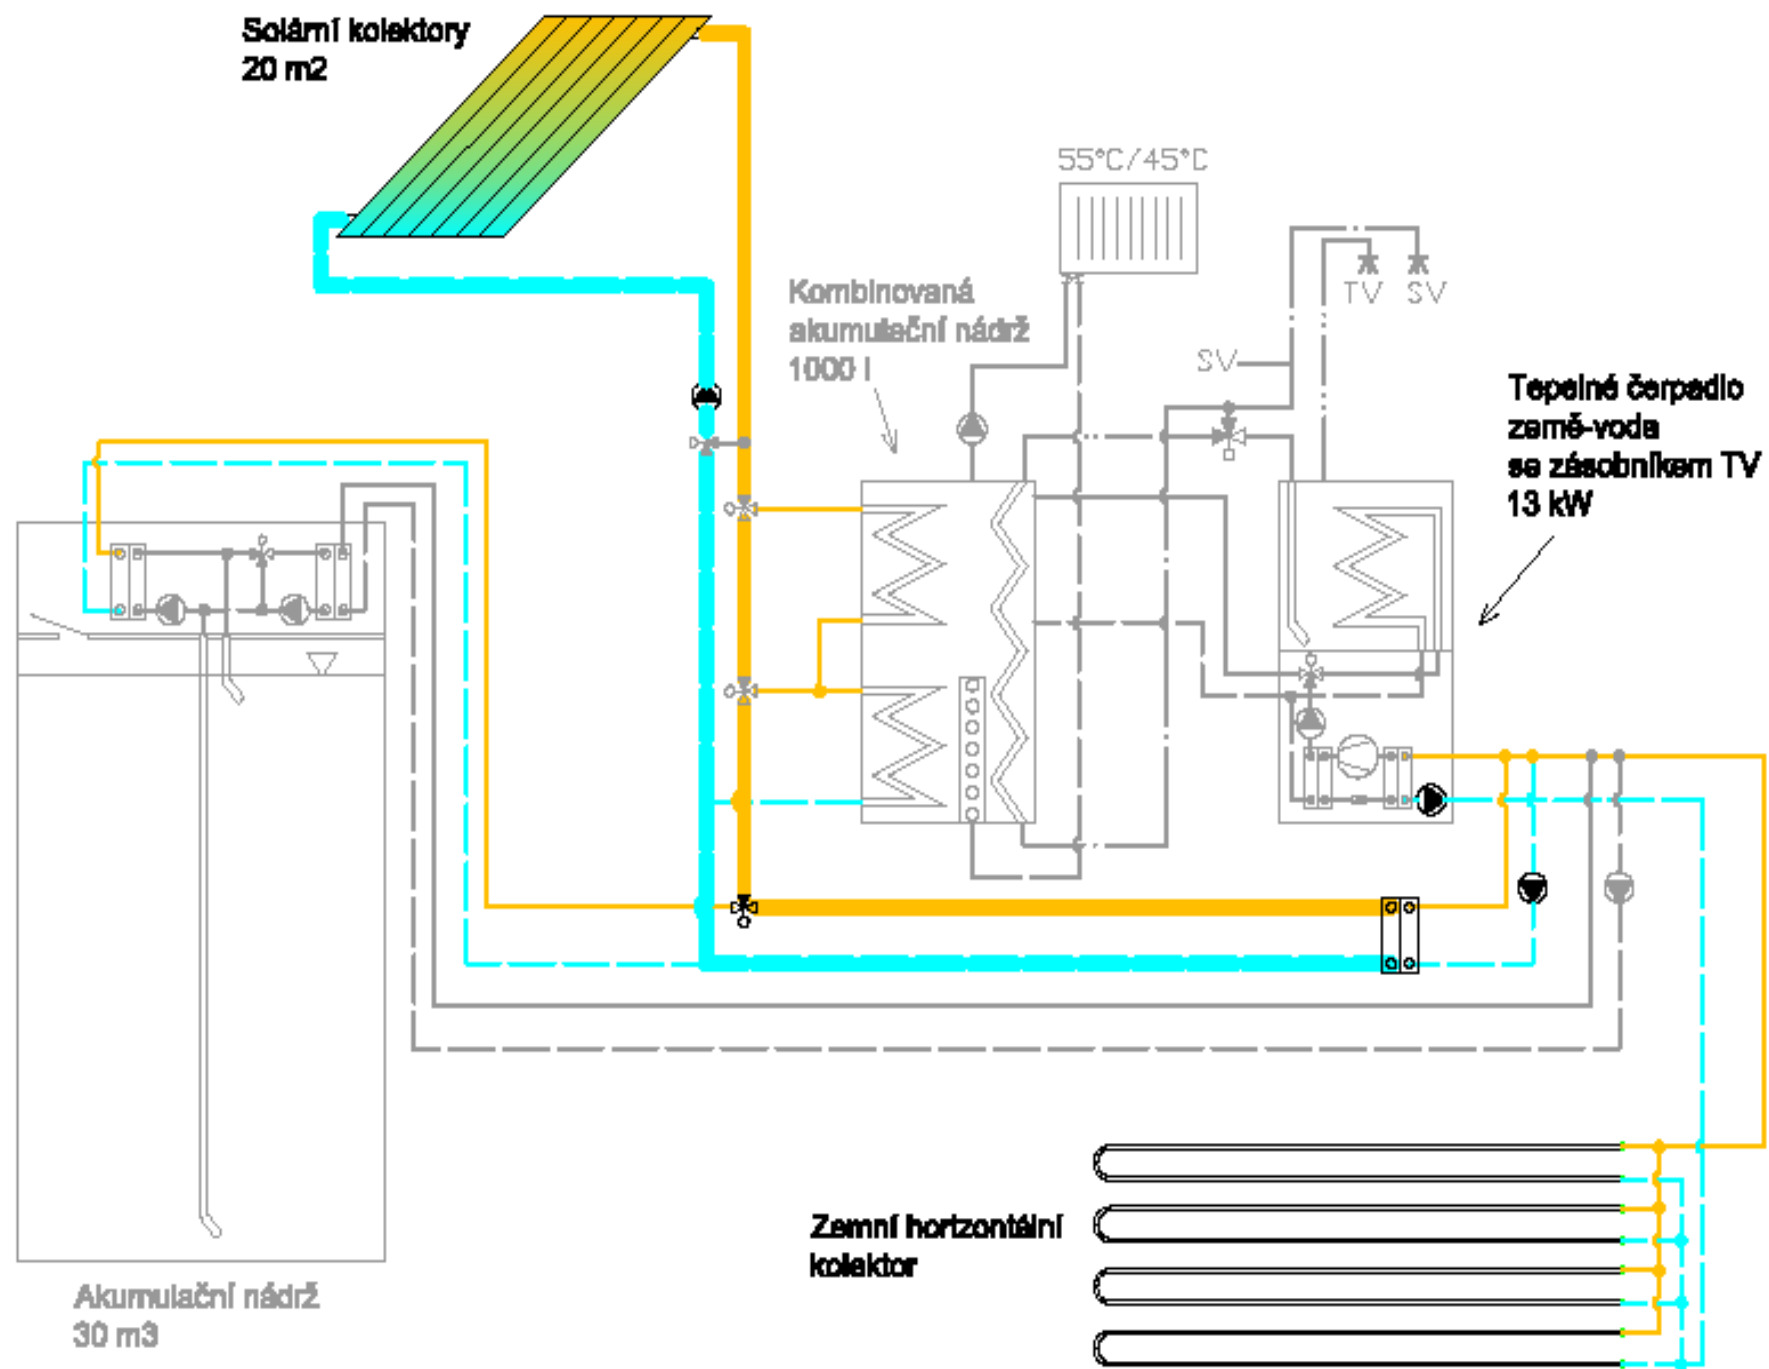 Solární kolektory
20 m2
55°C/45°C
Kombinovaná
akumulační nádrž
1000 l
TV
SV
SV
Tepelné čerpadlo
země-voda
se zásobníkem TV
13 kW
Zemní horizontální
kolektor
Akumulační nádrž
30 m3